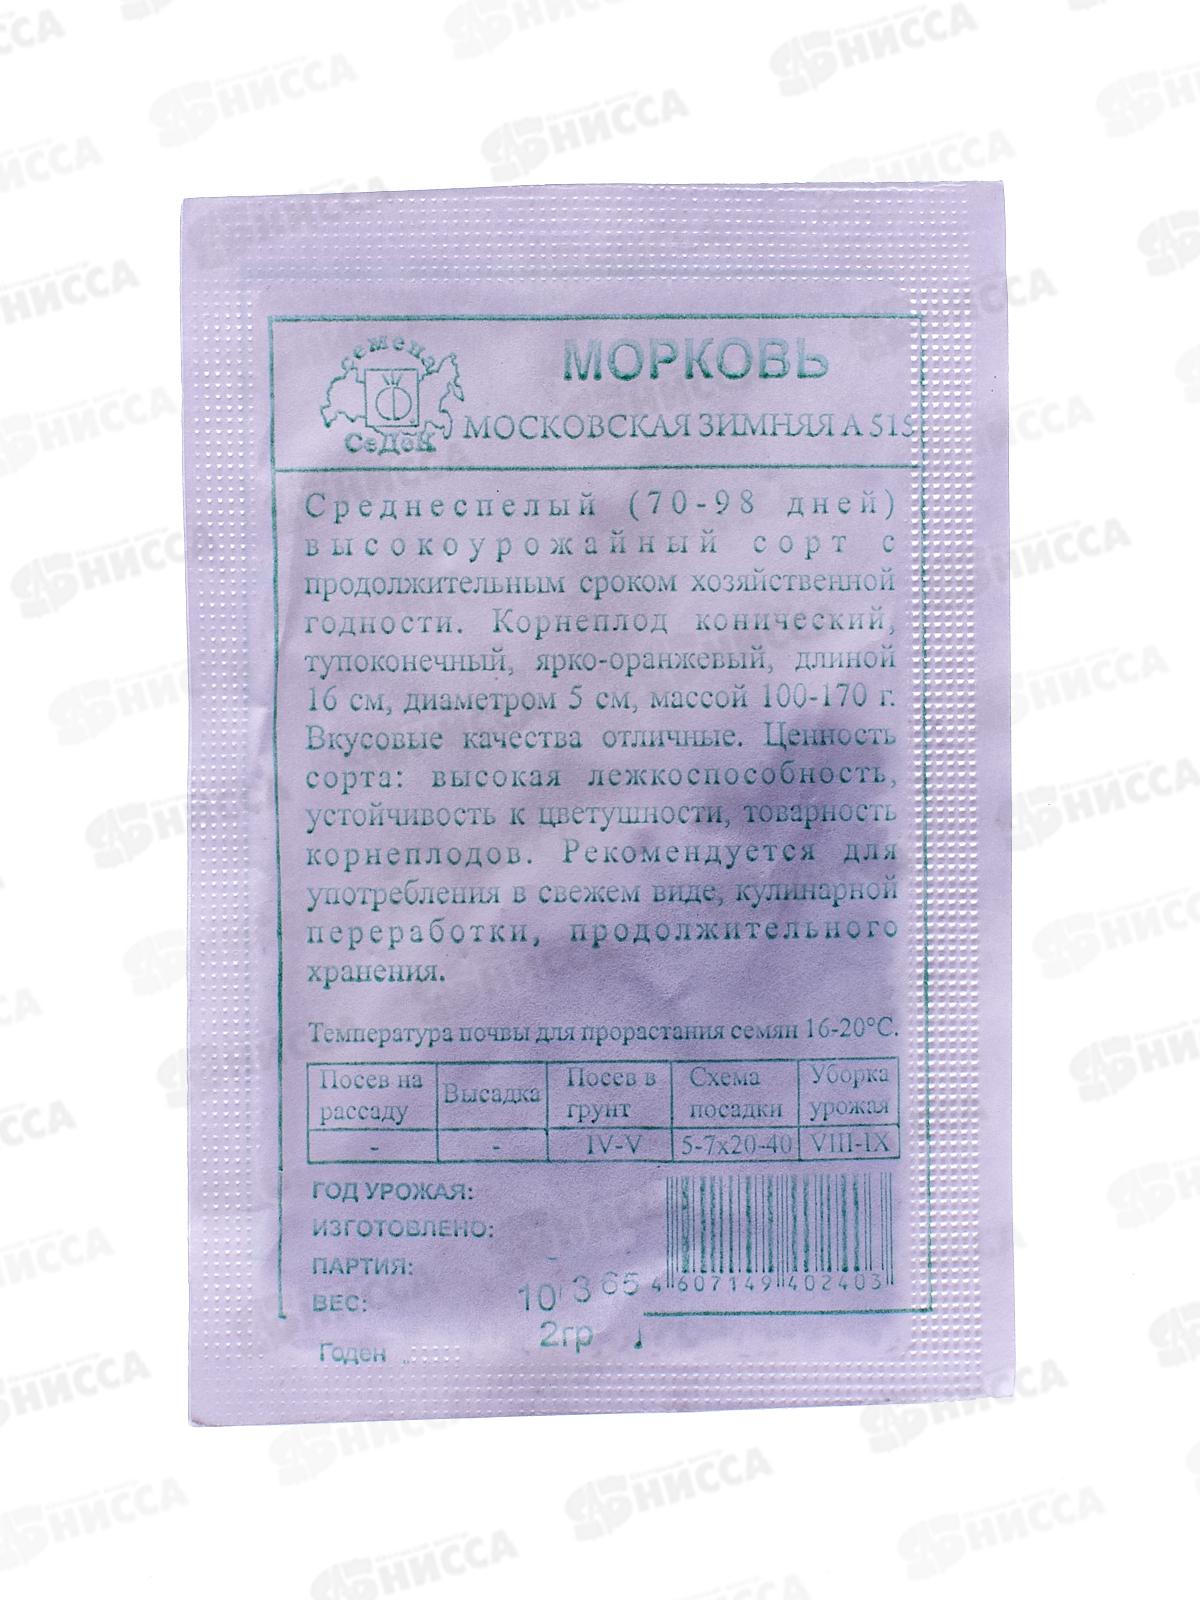 МОРКОВЬ
Семена
СеДеК
МОСКОВСКАЯ ЗИМНЯЯ А 515
Среднеспелый (70-98 дней)
высокоурожайный сорт с
продолжительным сроком хозяйственной
годности. Корнеплод конический,
тупоконечный, ярко-оранжевый, длиной
16 см, диаметром 5 см, массой 100-170 г.
Вкусовые качества отличные. Ценность
сорта: высокая лежкоспособность,
устойчивость к цветушности, товарность
корнеплодов. Рекомендуется для
употребления в свежем виде, кулинарной
переработки, продолжительного
хранения.
Температура почвы для прорастания семян 16-20°С.
Посев на рассаду
Высадка
Посев в грунт
Схема посадки
Уборка урожая
-
-
IV-V
5-7х20-40
VIII-IX
ГОД УРОЖАЯ:
ИЗГОТОВЛЕНО:
ПАРТИЯ:
ВЕС:
2гр
Годен
4 607149 402403
НИССА